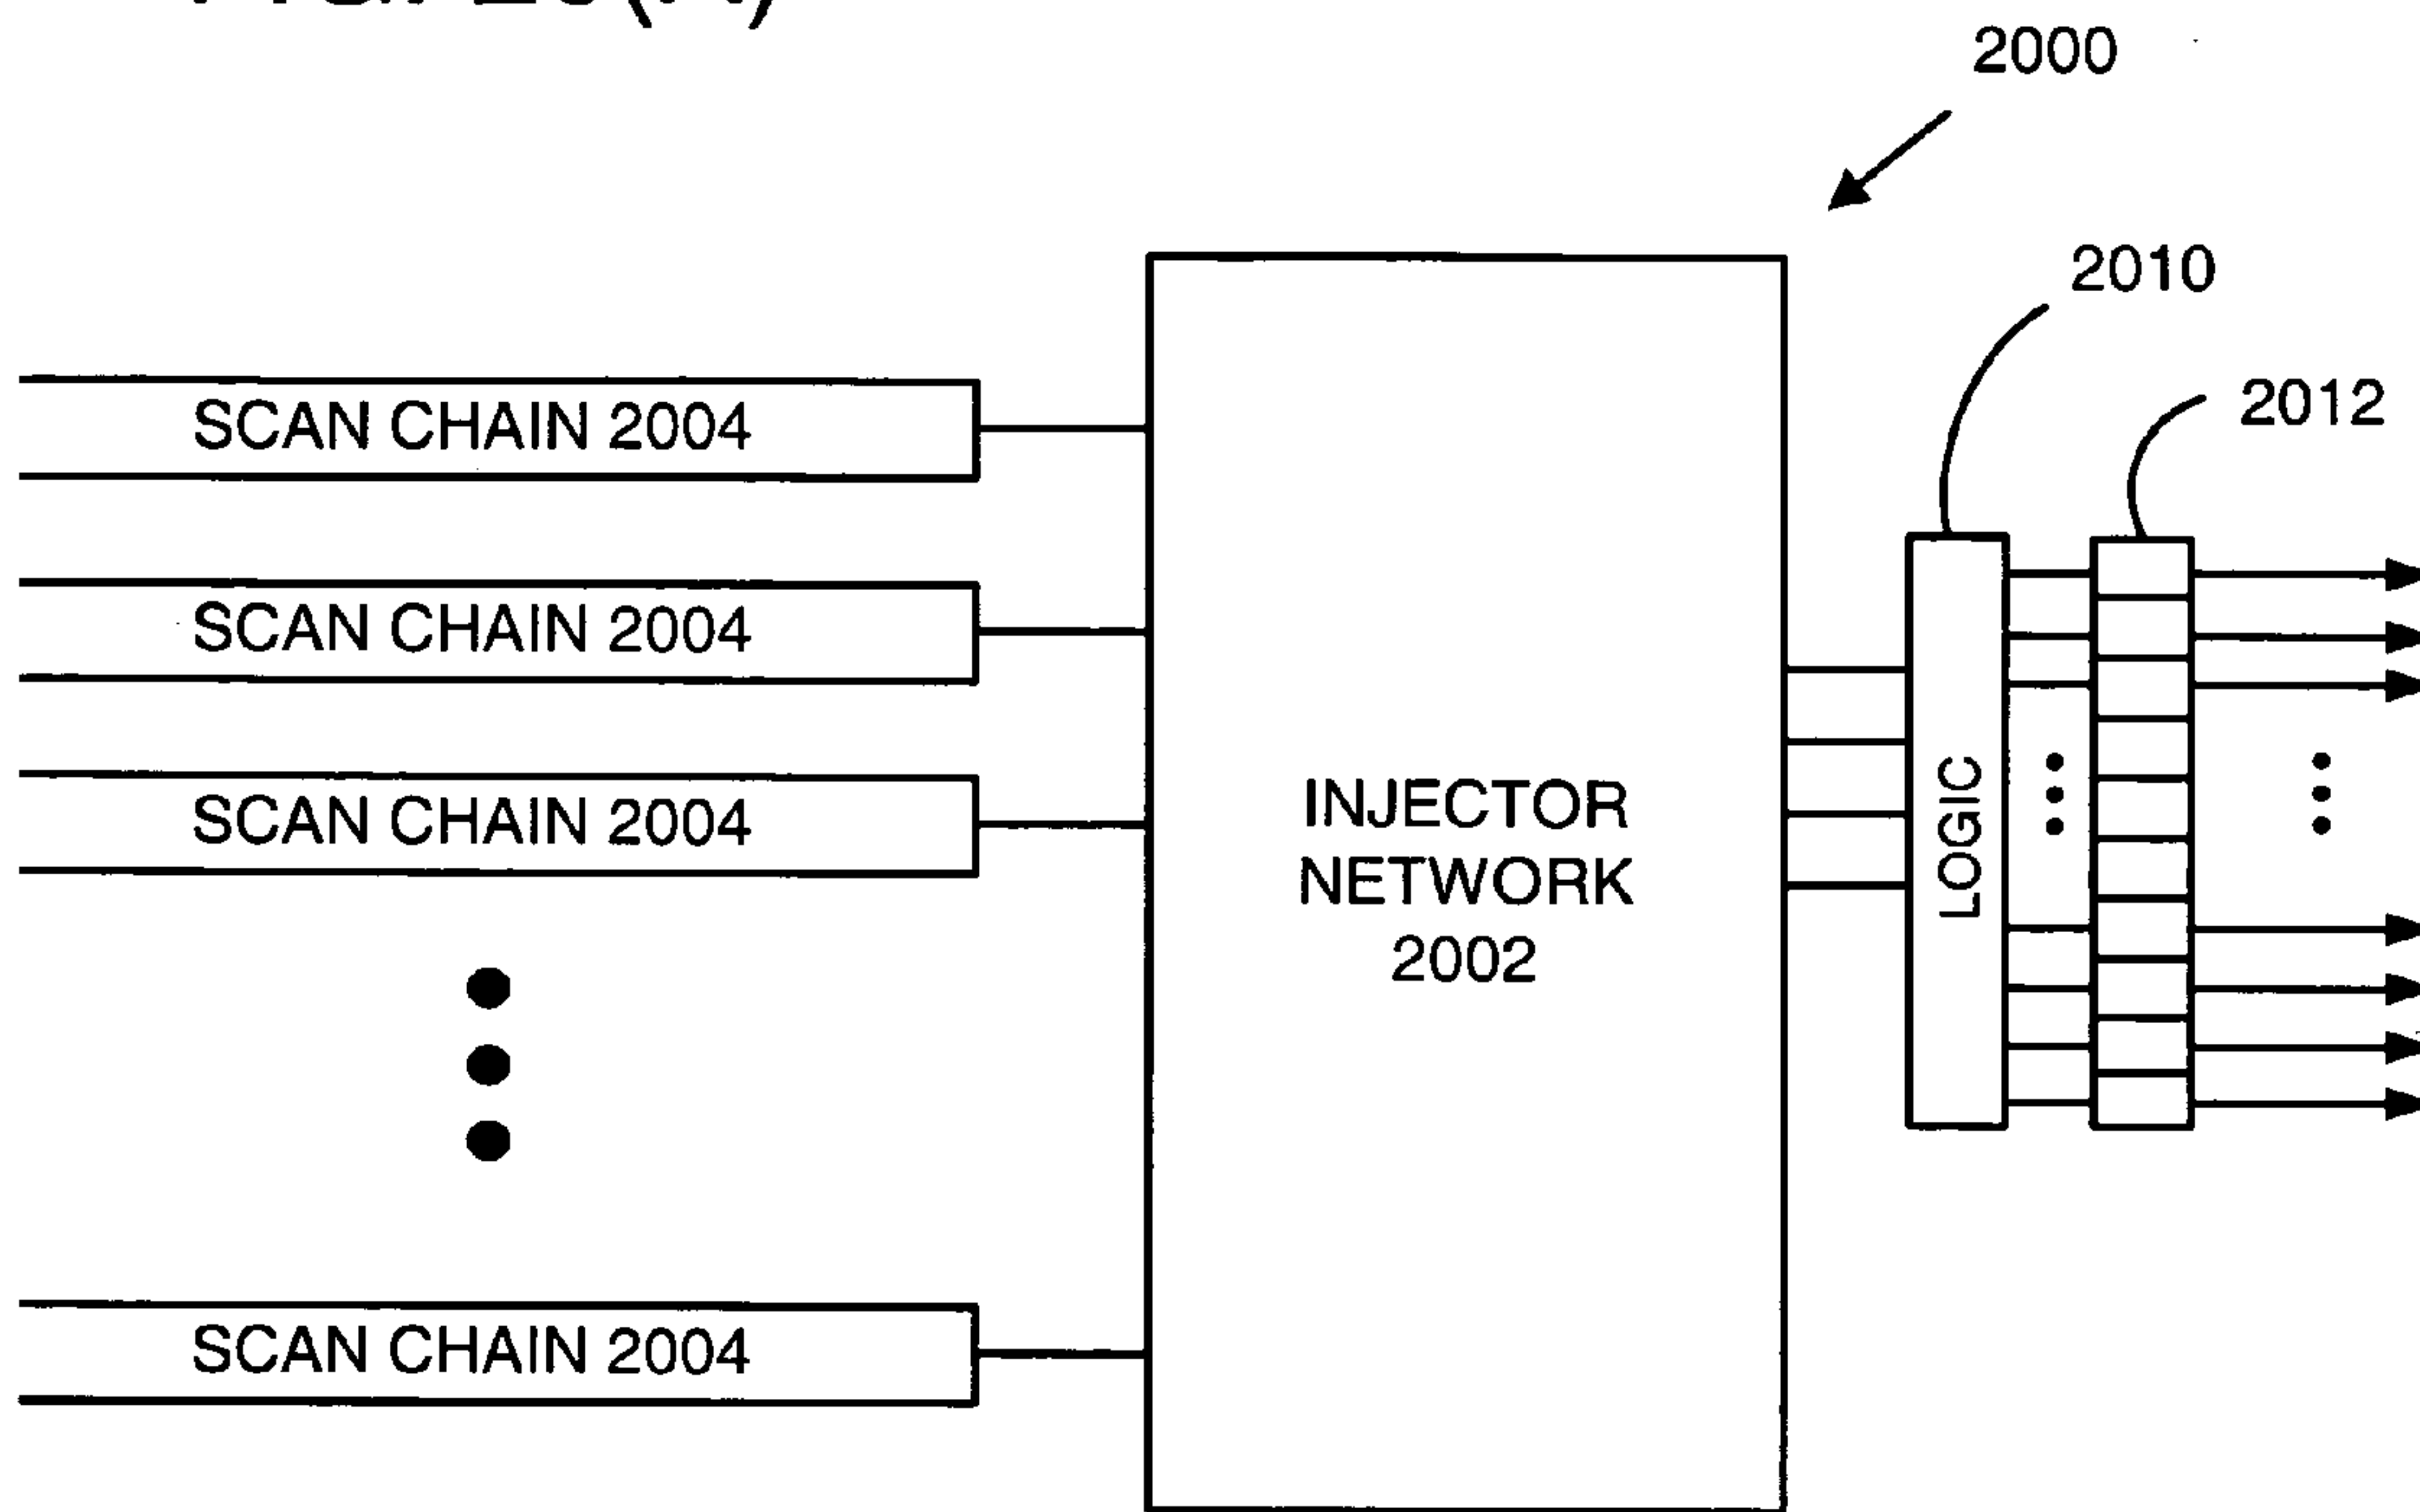 2000
2010
2012
SCAN CHAIN 2004
SCAN CHAIN 2004
SCAN CHAIN 2004
INJECTOR
NETWORK
2002
LOGIC
SCAN CHAIN 2004